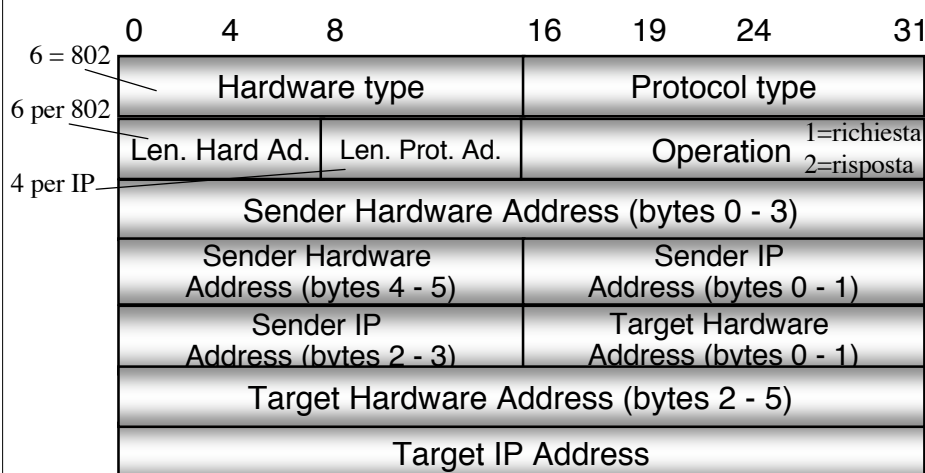 0 4 8 16 19 24 31
6 = 802
Hardware type Protocol type
6 per 802
Len. Hard Ad. Len. Prot. Ad. Operation 1=richiesta
2=risposta
4 per IP
Sender Hardware Address (bytes 0 - 3)
Sender Hardware Sender IP
Address (bytes 4 - 5) Address (bytes 0 - 1)
Sender IP Target Hardware
Address (bytes 2 - 3) Address (bytes 0 - 1)
Target Hardware Address (bytes 2 - 5)
Target IP Address